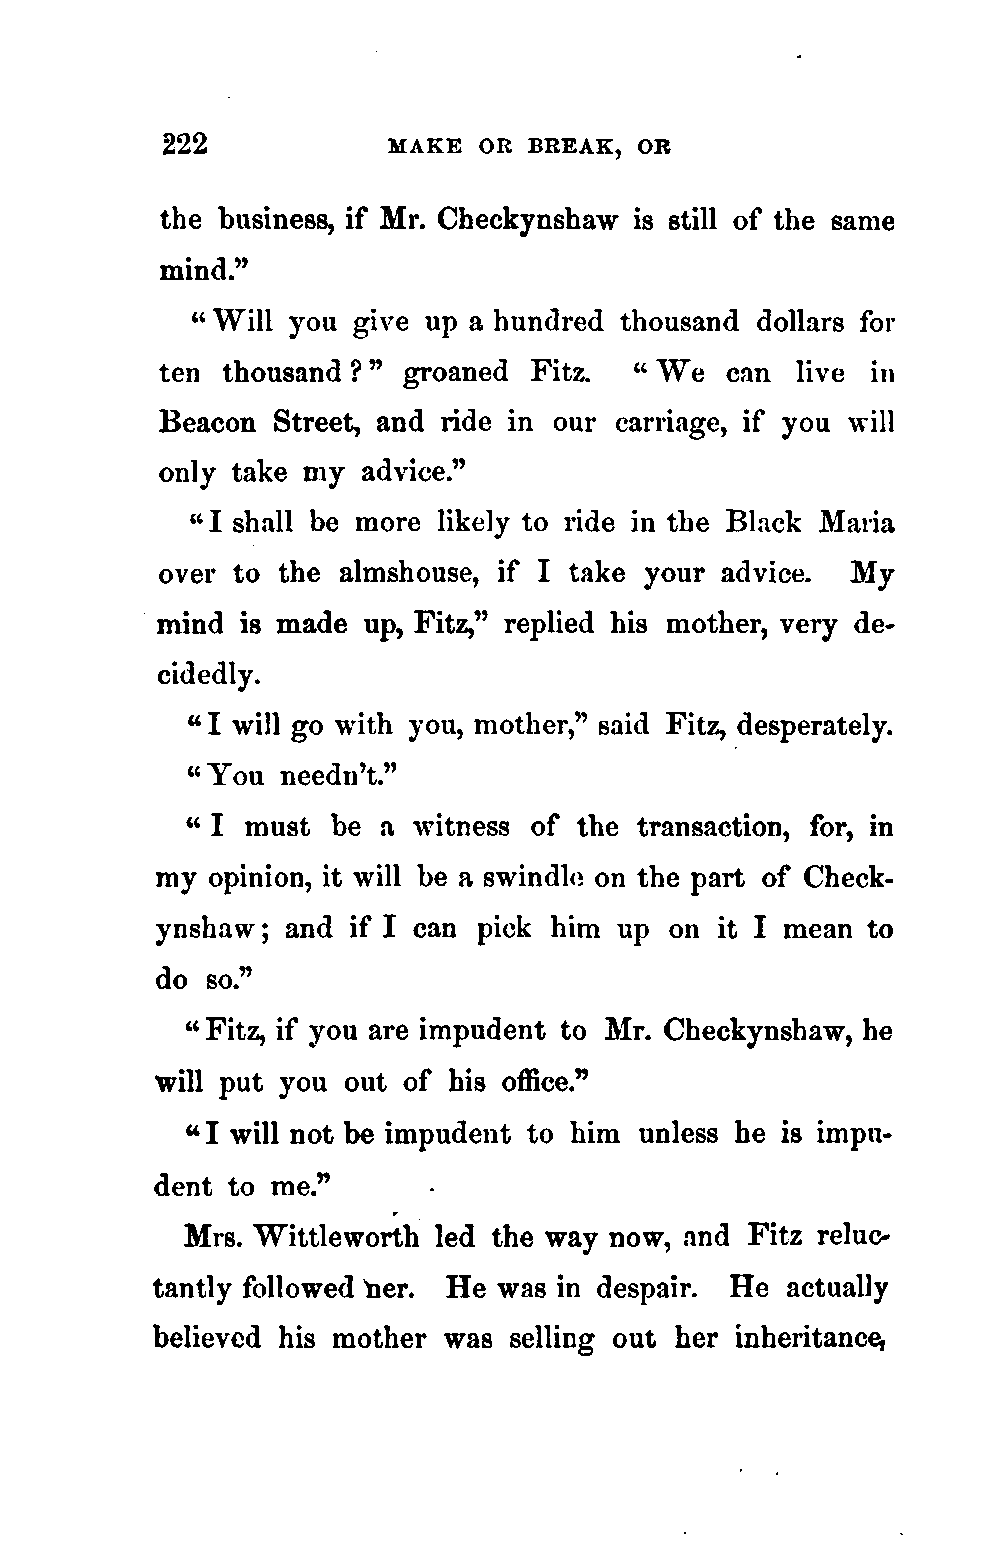 222 MAKE OR BREAK, OR
the business, if Mr. Checkynshaw is still of the same
mind."
"Will you give up a hundred thousand dollars for
ten thousand?" groaned Fitz. "We can live in
Beacon Street, and ride in our carriage, if you will
only take my advice."
"I shall be more likely to ride in the Black Maria
over to the almshouse, if I take your advice. My
mind is made up, Fitz," replied his mother, very de-
cidedly.
"I will go with you, mother," said Fitz, desperately.
"You needn't."
"I must be a witness of the transaction, for, in
my opinion, it will be a swindle on the part of Check-
ynshaw; and if I can pick him up on it I mean to
do so."
"Fitz, if you are impudent to Mr. Checkynshaw, he
will put you out of his office."
"I will not be impudent to him unless he is impu-
dent to me."
Mrs. Wittleworth led the way now, and Fitz reluc-
tantly followed her. He was in despair. He actually
believed his mother was selling out her inheritance,